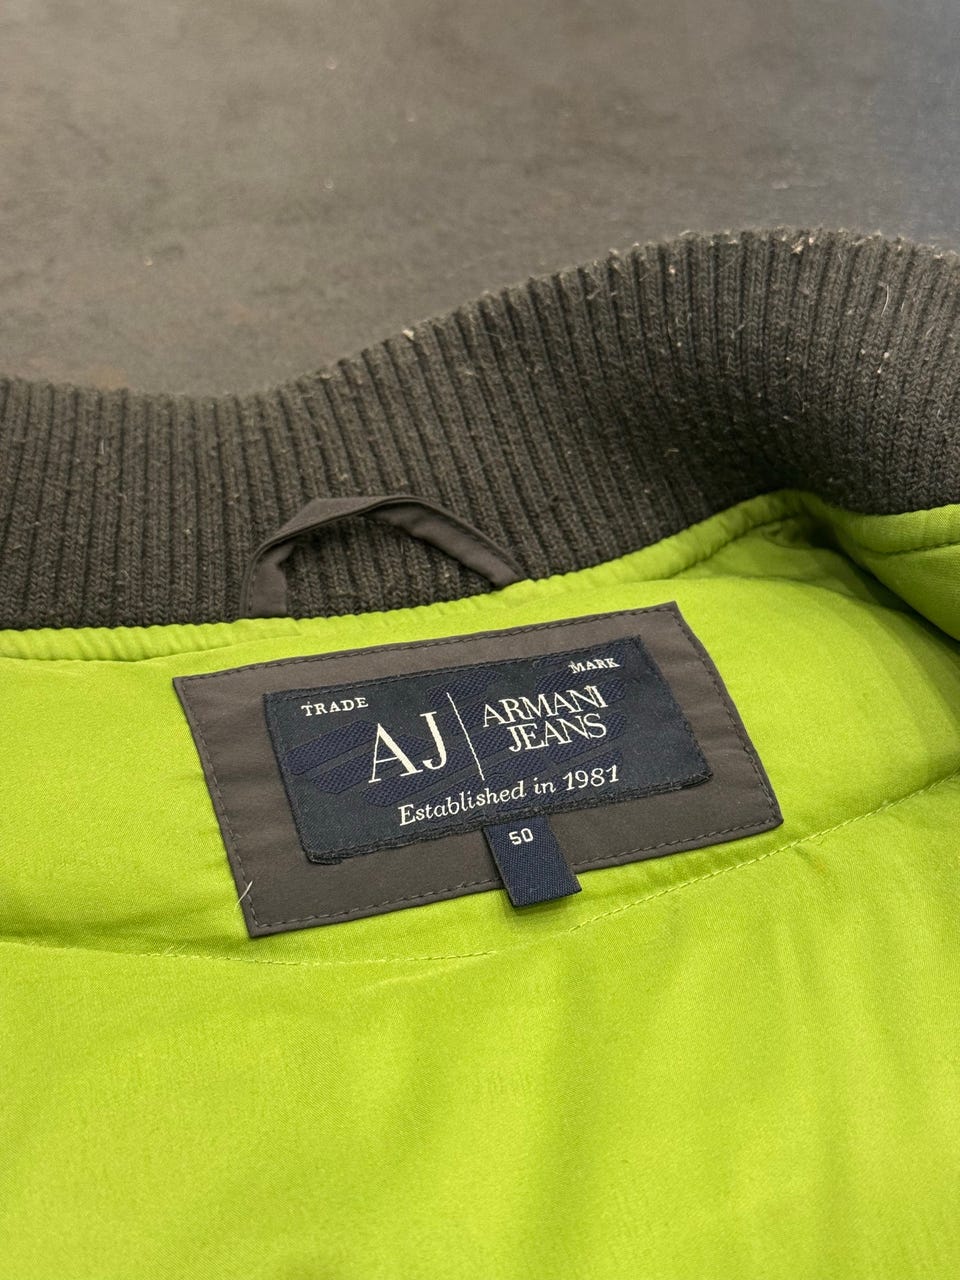 TRADE MARK
AJ ARMANI
JEANS
Established in 1981
50